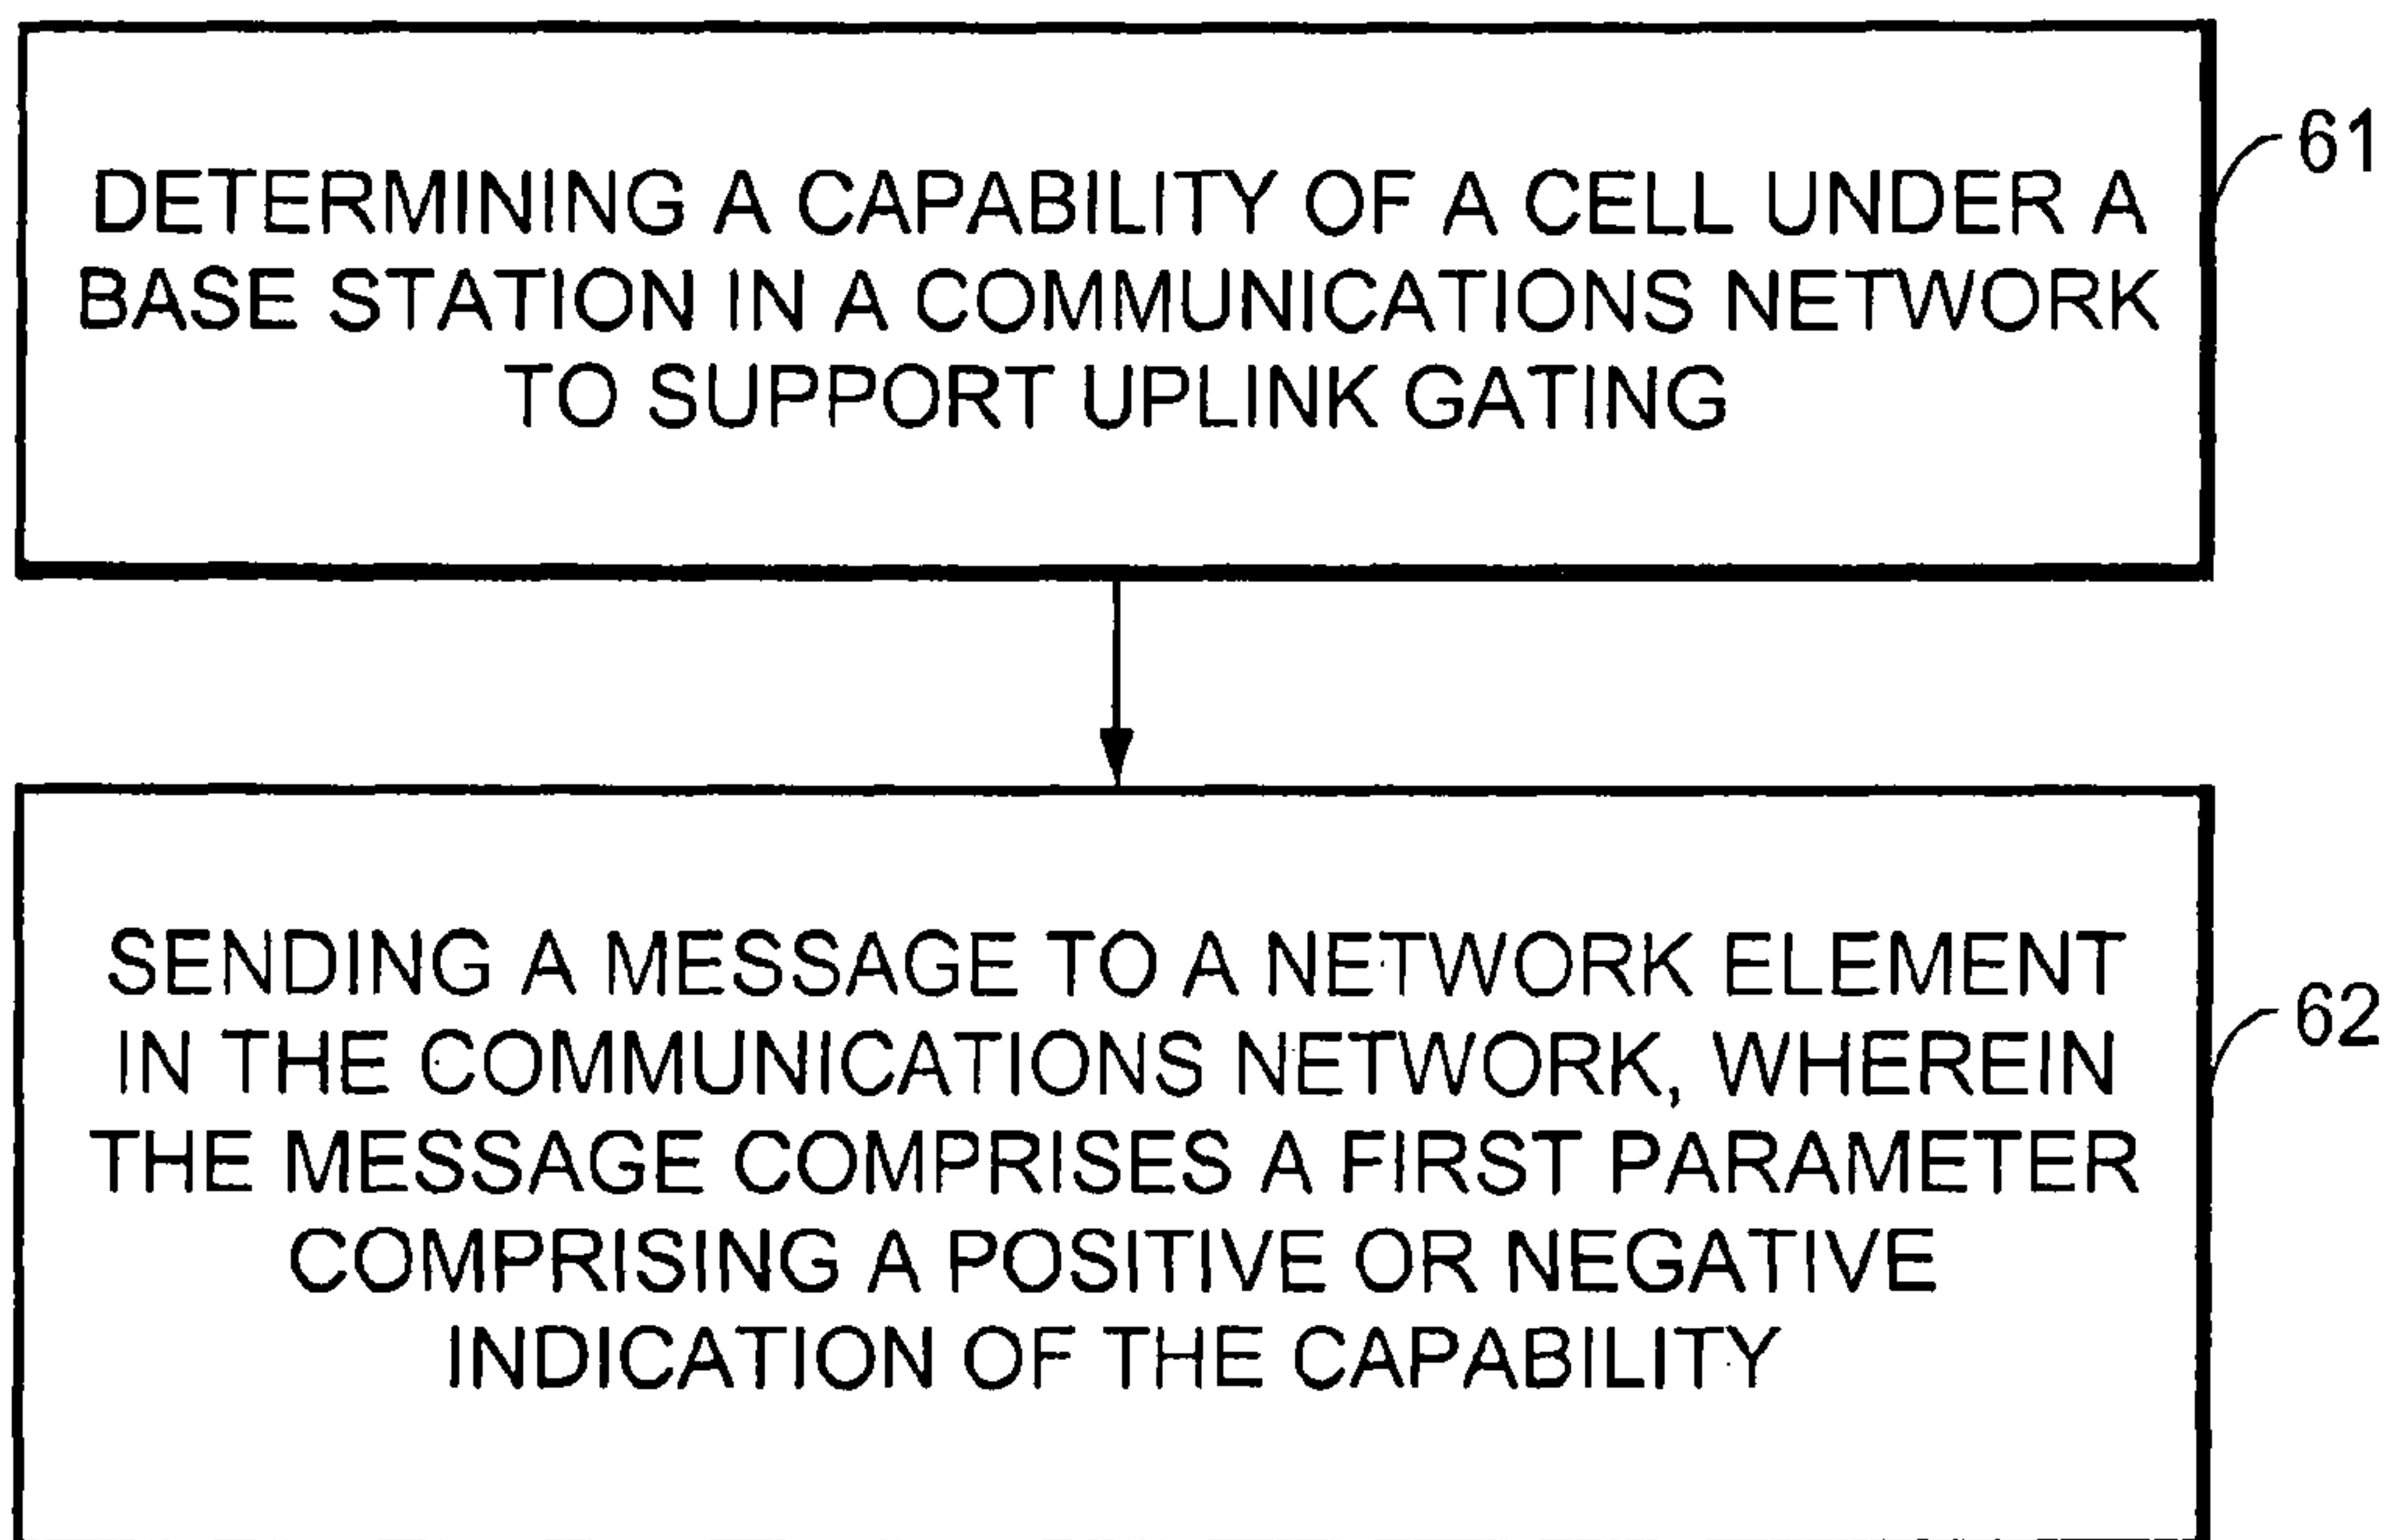 DETERMINING A CAPABILITY OF A CELL UNDER A
BASE STATION IN A COMMUNICATIONS NETWORK
TO SUPPORT UPLINK GATING
61
SENDING A MESSAGE TO A NETWORK ELEMENT
IN THE COMMUNICATIONS NETWORK, WHEREIN
THE MESSAGE COMPRISES A FIRST PARAMETER
COMPRISING A POSITIVE OR NEGATIVE
INDICATION OF THE CAPABILITY
62